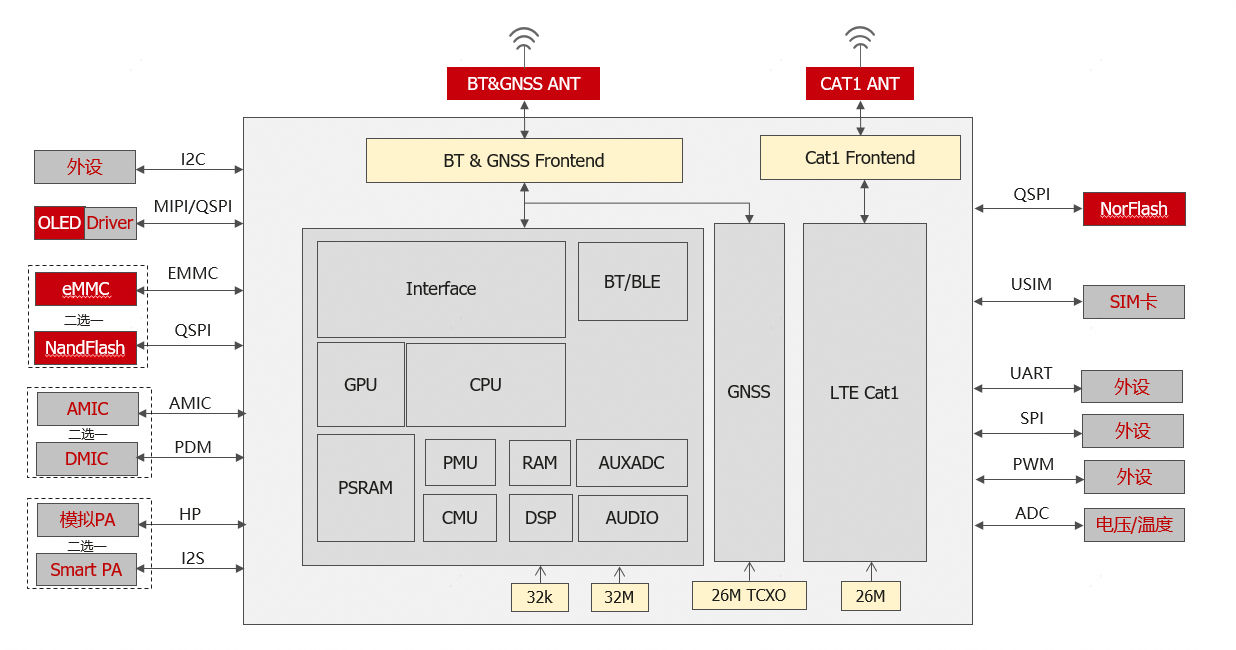 BT&GNSS ANT
CAT1 ANT
BT & GNSS Frontend
Cat1 Frontend
外设
I2C
OLED Driver
MIPI/QSPI
eMMC
EMMC
二选一
NandFlash
QSPI
AMIC
AMIC
二选一
DMIC
PDM
模拟PA
HP
二选一
Smart PA
I2S
Interface
BT/BLE
GPU
CPU
PSRAM
PMU
RAM
AUXADC
CMU
DSP
AUDIO
GNSS
LTE Cat1
32k
32M
26M TCXO
26M
QSPI
NorFlash
USIM
SIM卡
UART
外设
SPI
外设
PWM
外设
ADC
电压/温度